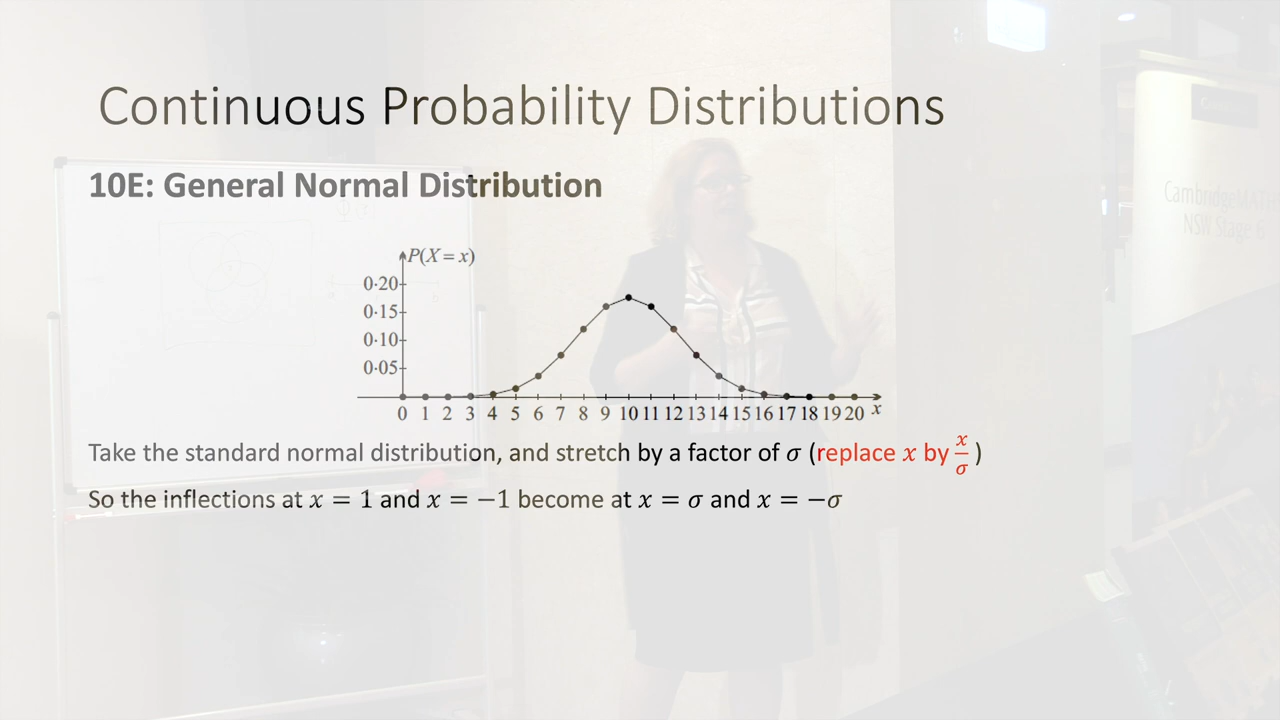 Continuous Probability Distributions
10E: General Normal Distribution
P(X = x)
0·20
0·15
0·10
0·05
0 1 2 3 4 5 6 7 8 9 10 11 12 13 14 15 16 17 18 19 20 x
Take the standard normal distribution, and stretch by a factor of σ (replace x by x/σ )
So the inflections at x = 1 and x = −1 become at x = σ and x = −σ
CambridgeMATH
NSW Stage 6